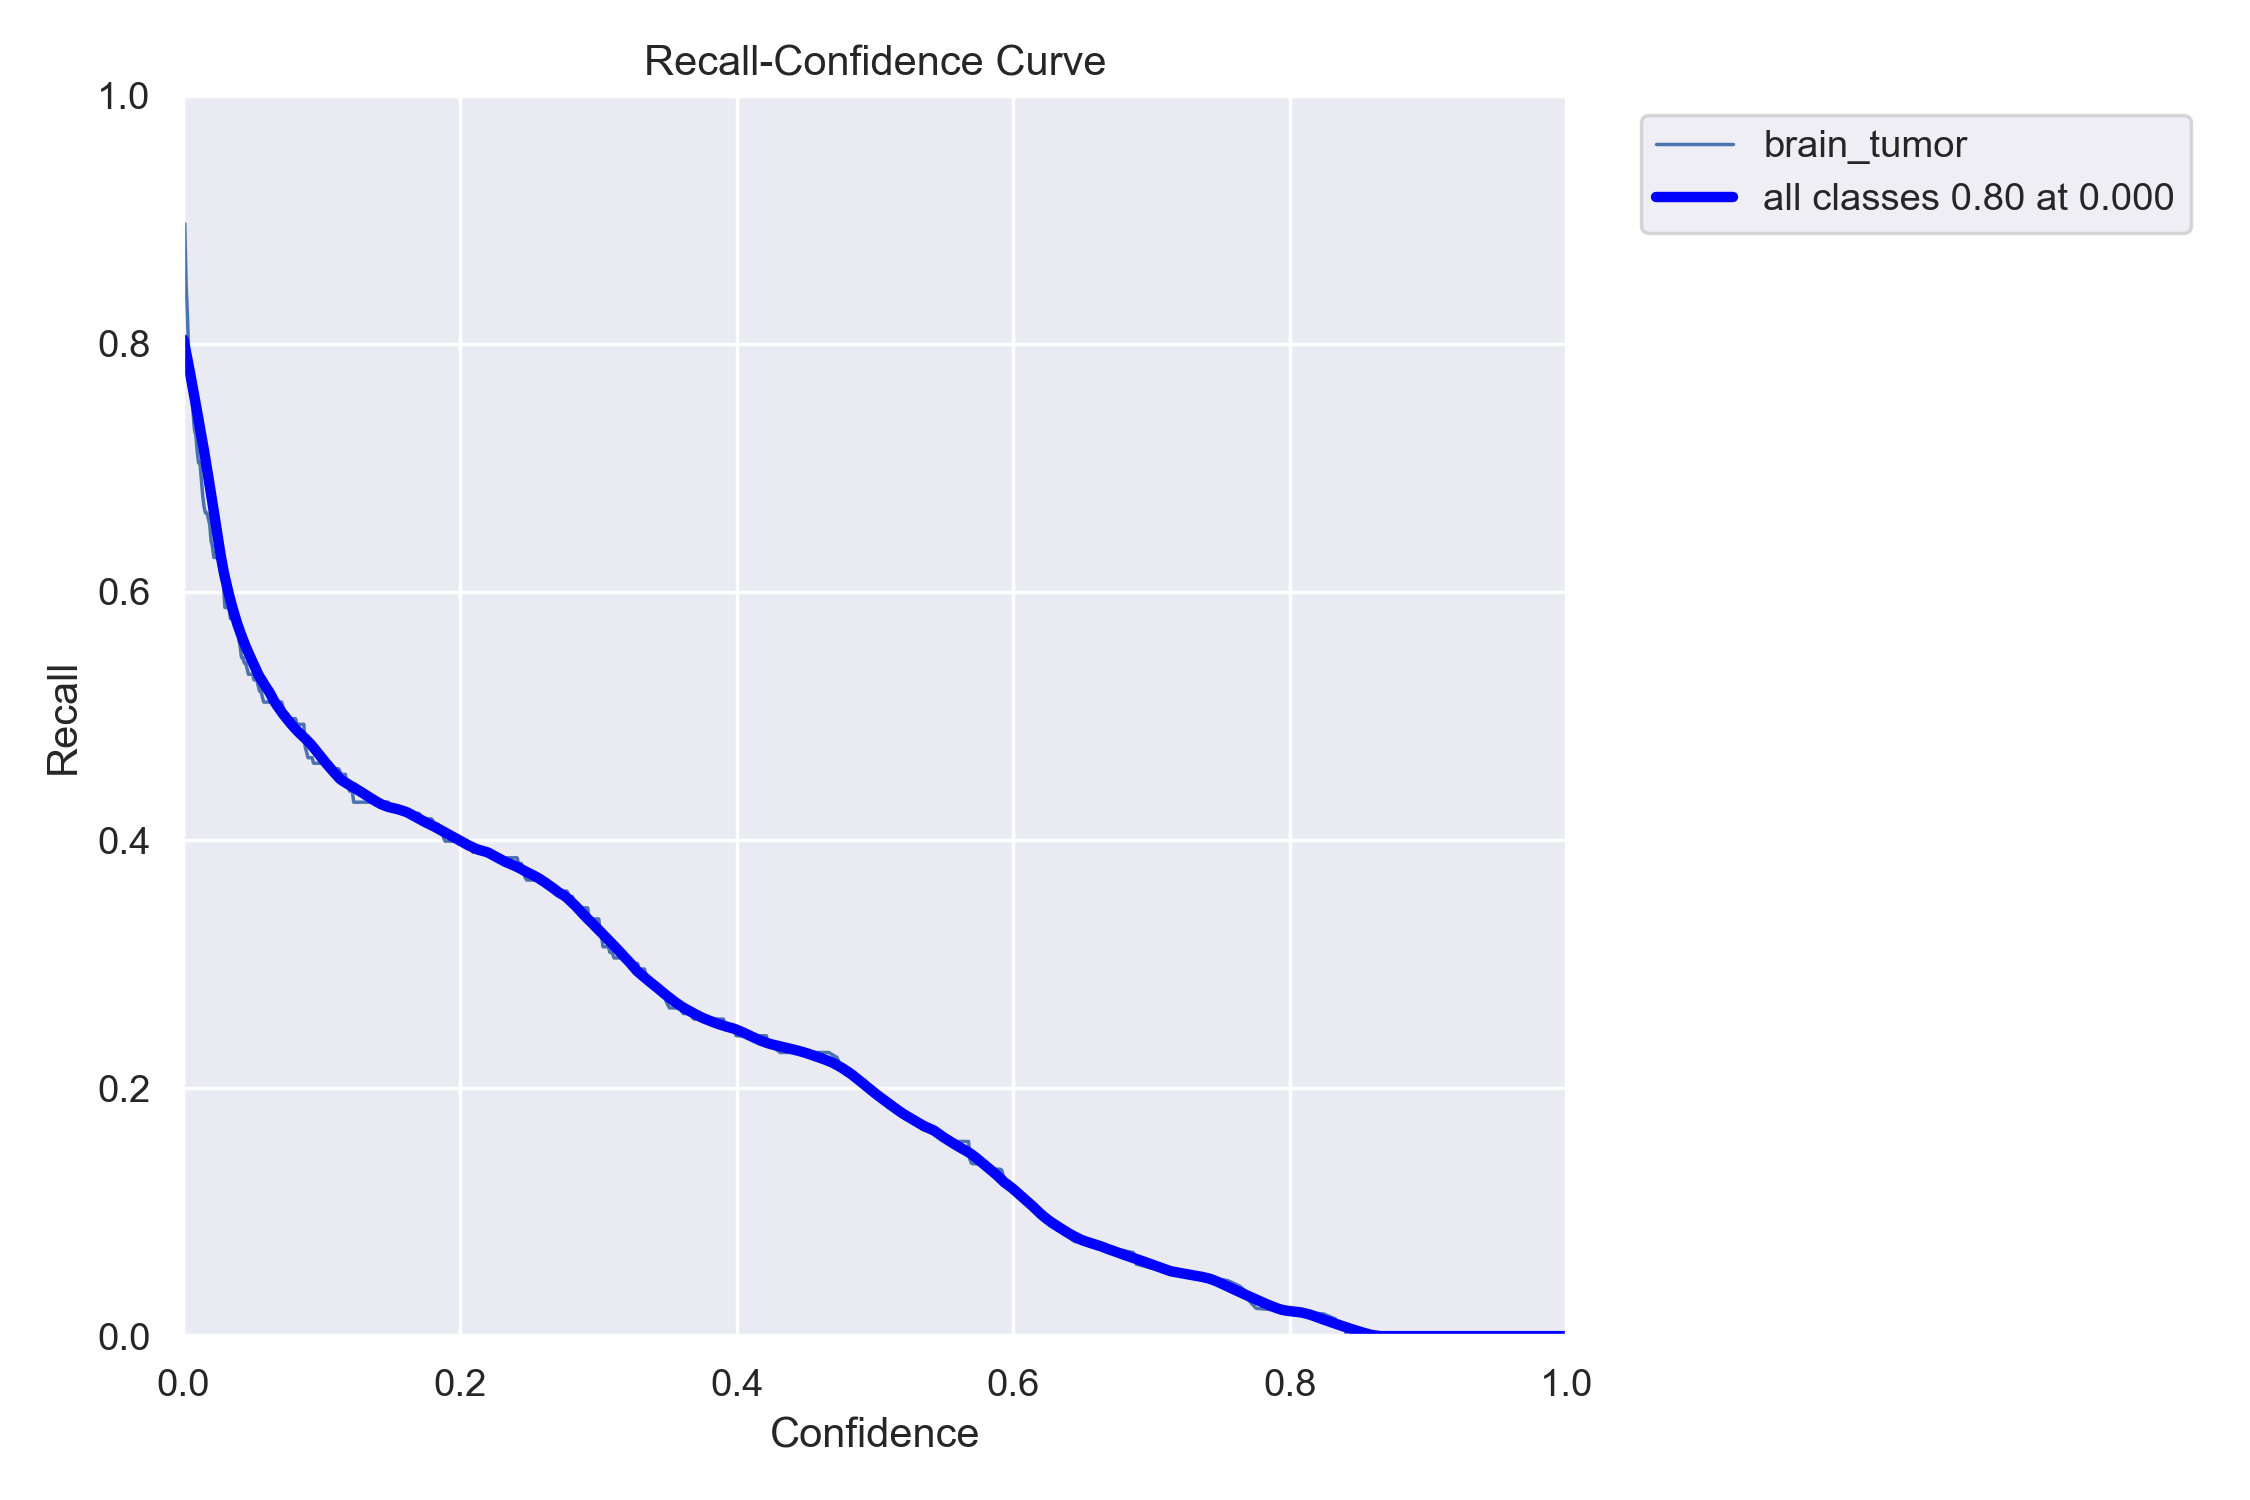 Recall-Confidence Curve
1.0
0.8
0.6
0.4
0.2
0.0
Recall
0.0 0.2 0.4 0.6 0.8 1.0
Confidence
brain_tumor
all classes 0.80 at 0.000